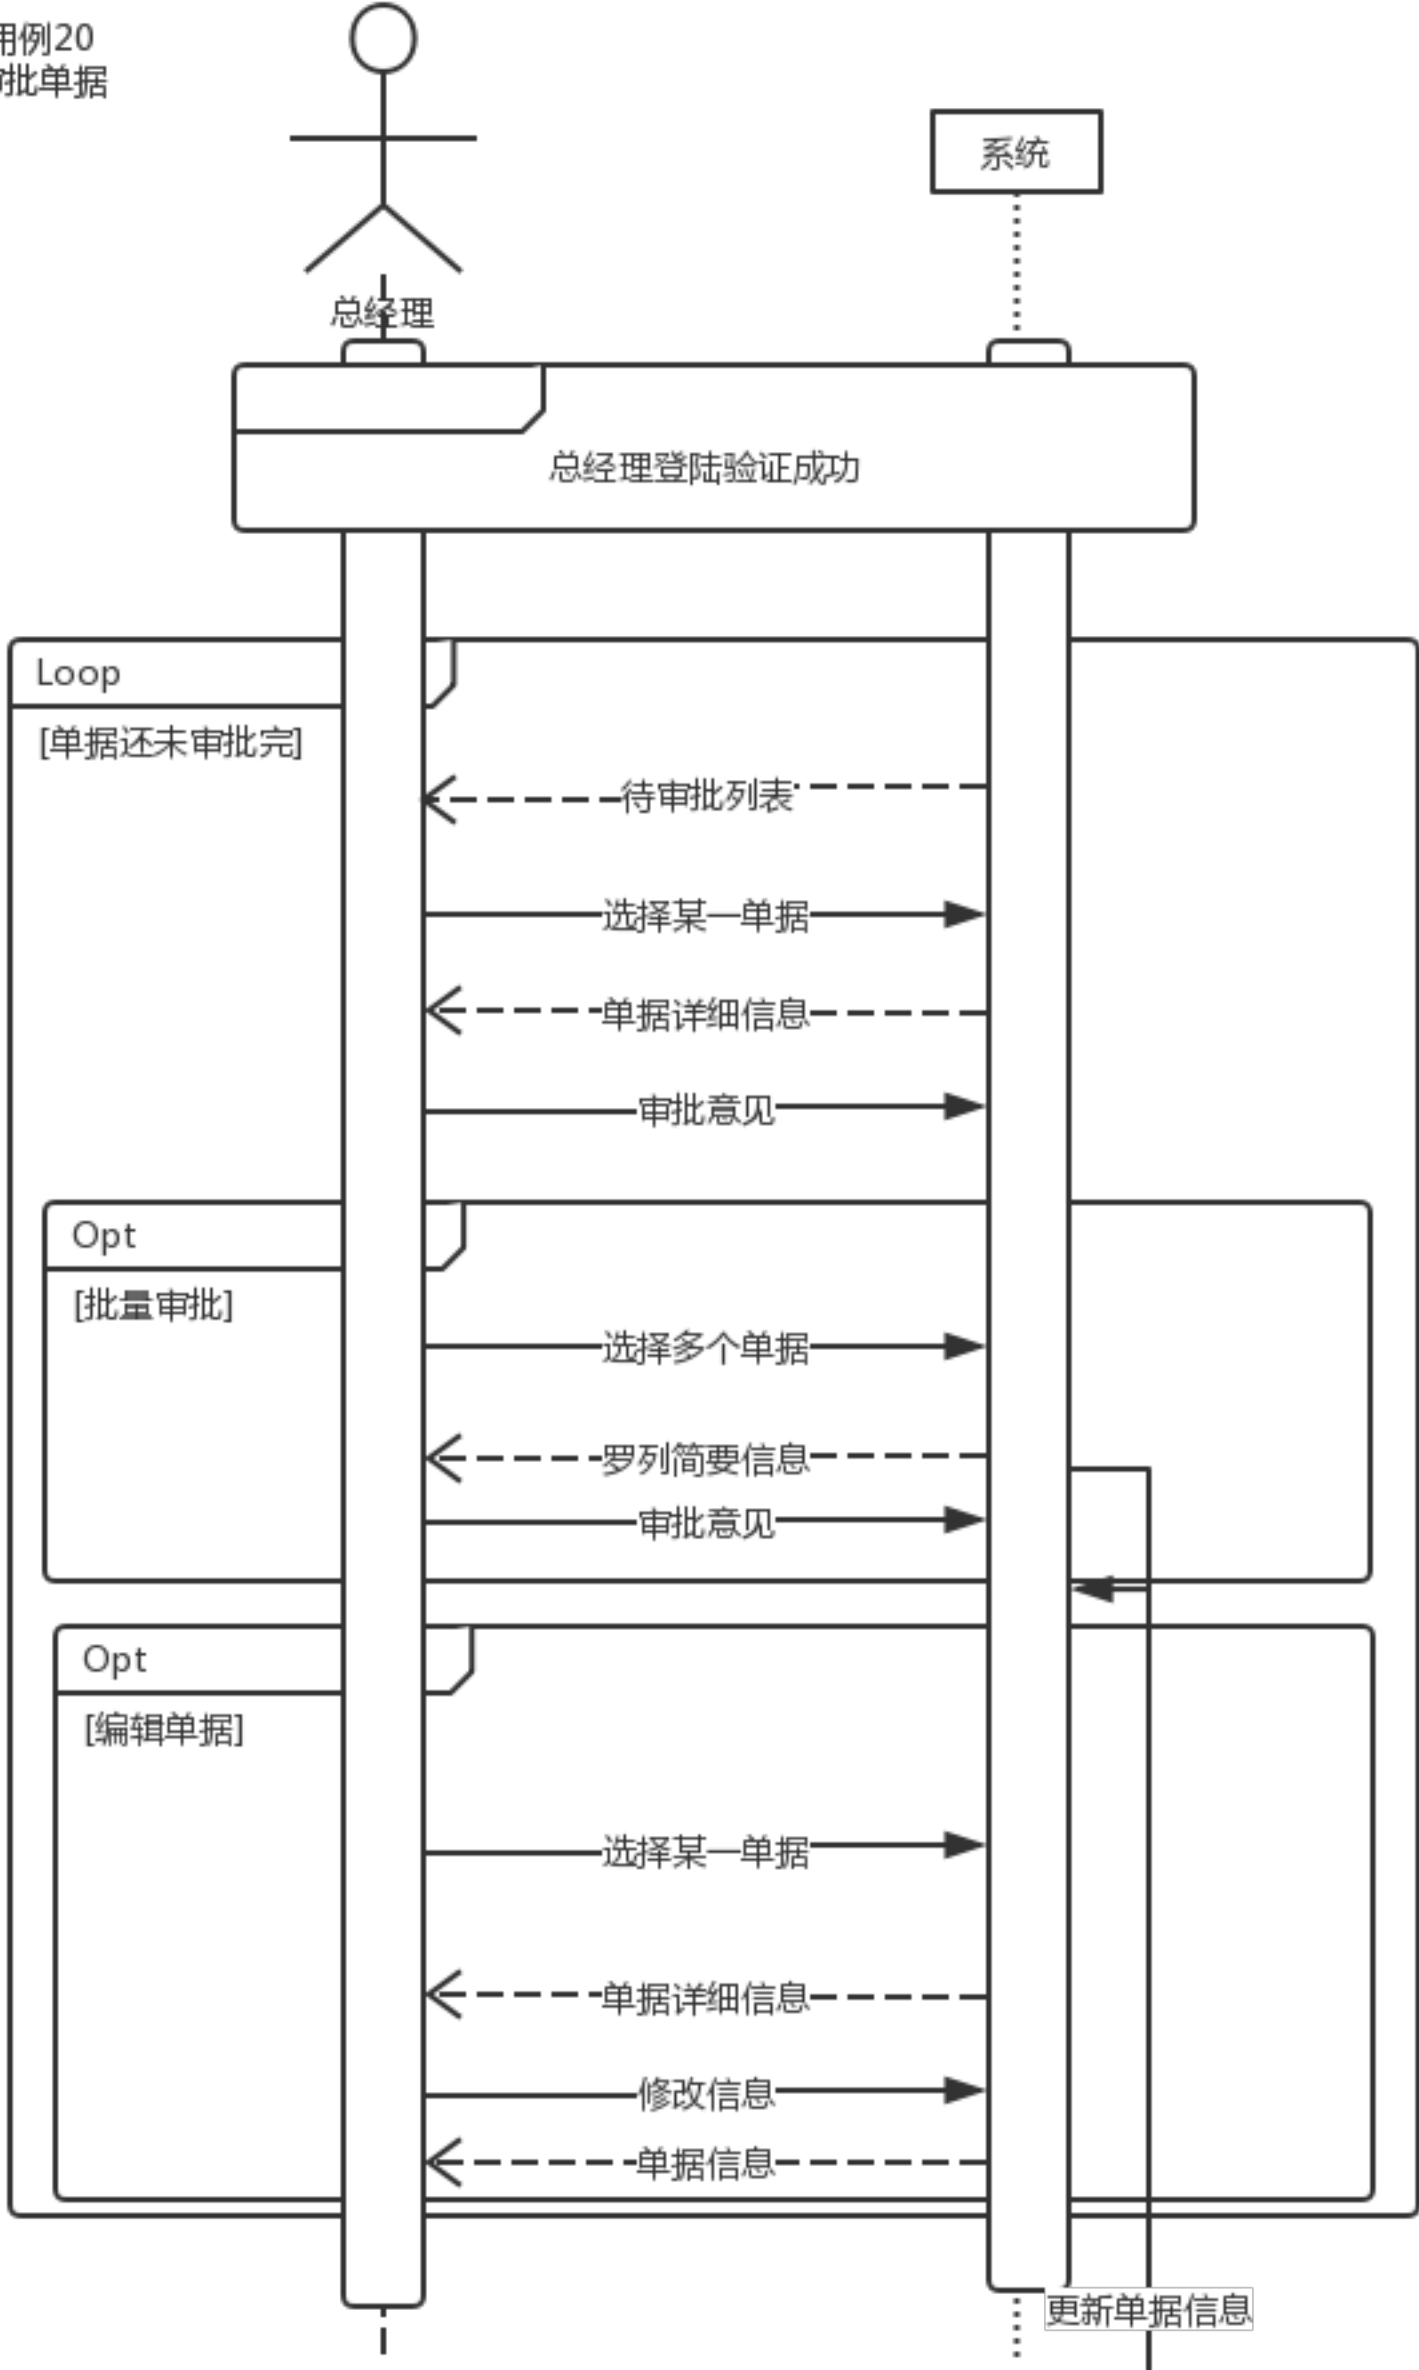 用例20
审批单据
系统
总经理
总经理登陆验证成功
Loop
[单据还未审批完]
待审批列表
选择某一单据
单据详细信息
审批意见
Opt
[批量审批]
选择多个单据
罗列简要信息
审批意见
Opt
[编辑单据]
选择某一单据
单据详细信息
修改信息
单据信息
更新单据信息